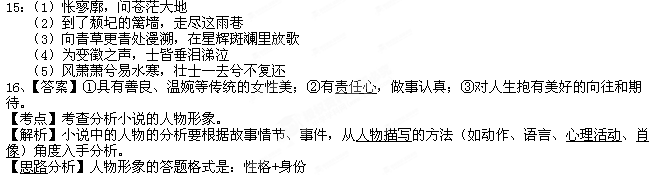 15：（1）怅寥廓，问苍茫大地
（2）到了颓圮的篱墙，走尽这雨巷
（3）向青草更青处漫溯，在星辉斑斓里放歌
（4）为变徵之声，士皆垂泪涕泣
（5）风萧萧兮易水寒，壮士一去兮不复还
16、【答案】①具有善良、温婉等传统的女性美；②有责任心，做事认真；③对人生抱有美好的向往和期
待。
【考点】考查分析小说的人物形象。
【解析】小说中人物的分析要根据故事情节、事件，从人物描写的方法（如动作、语言、心理活动、肖
像）角度入手分析。
【思路分析】人物形象的答题格式是：性格+身份